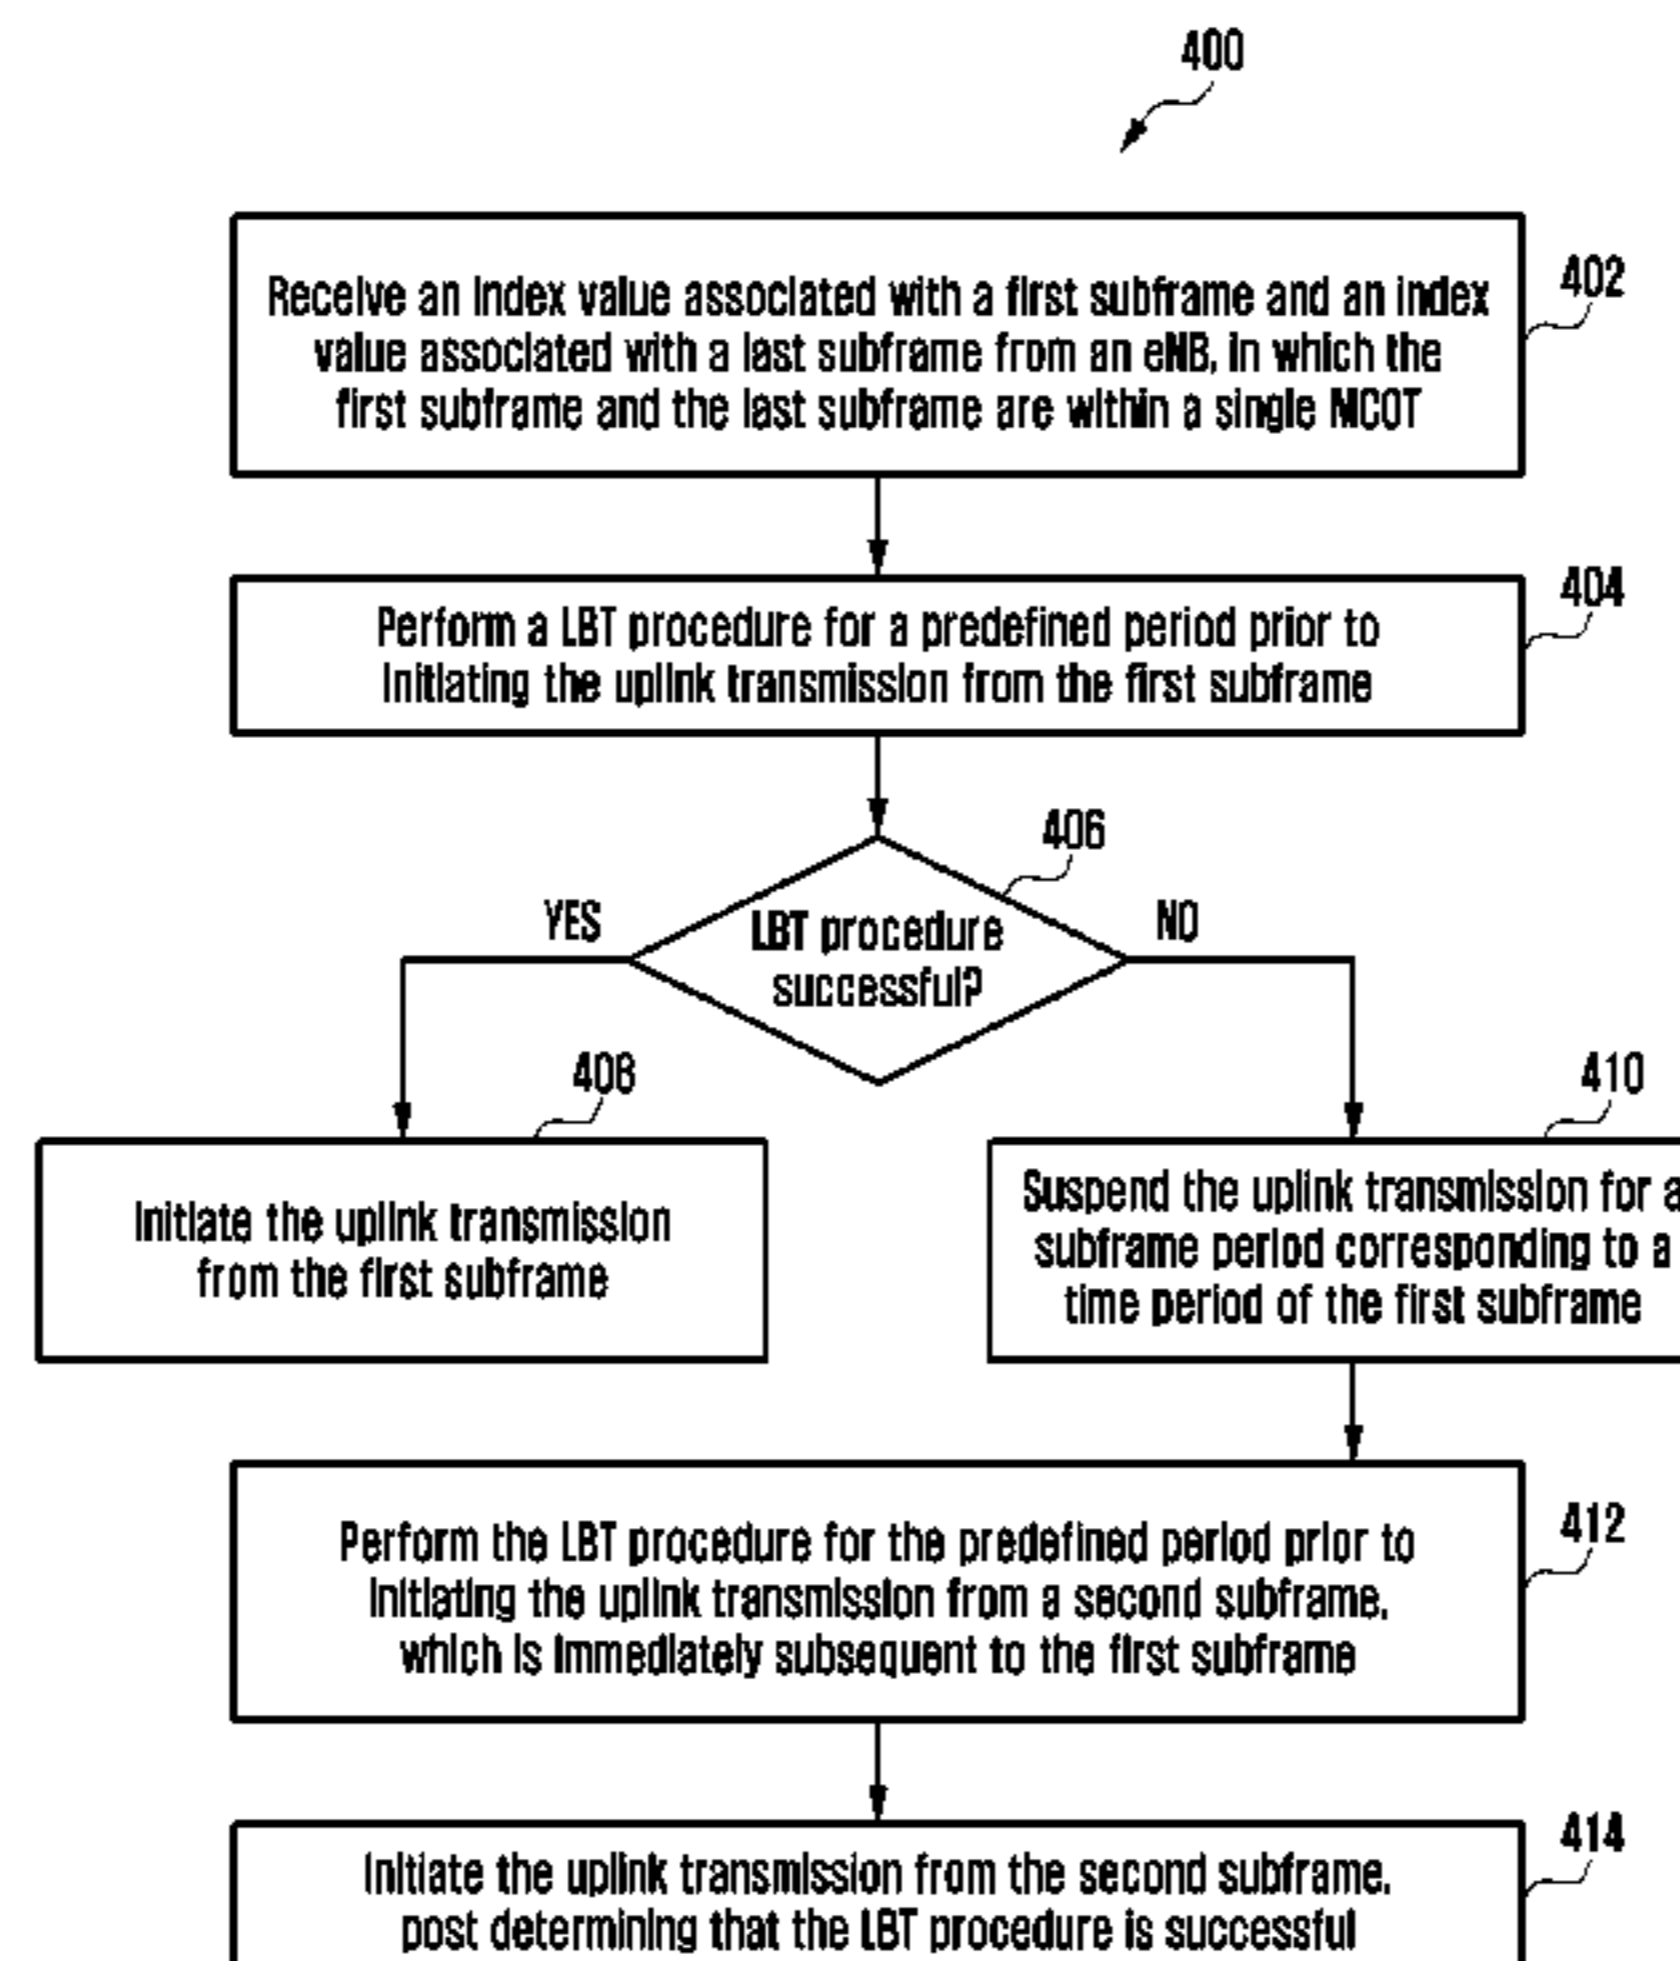 400
Receive an index value associated with a first subframe and an index
value associated with a last subframe from an eNB, in which the
first subframe and the last subframe are within a single MCOT
402
Perform a LBT procedure for a predefined period prior to
initiating the uplink transmission from the first subframe
404
406
LBT procedure
successful?
YES
NO
408
Initiate the uplink transmission
from the first subframe
410
Suspend the uplink transmission for a
subframe period corresponding to a
time period of the first subframe
Perform the LBT procedure for the predefined period prior to
initiating the uplink transmission from a second subframe,
which is immediately subsequent to the first subframe
412
Initiate the uplink transmission from the second subframe,
post determining that the LBT procedure is successful
414